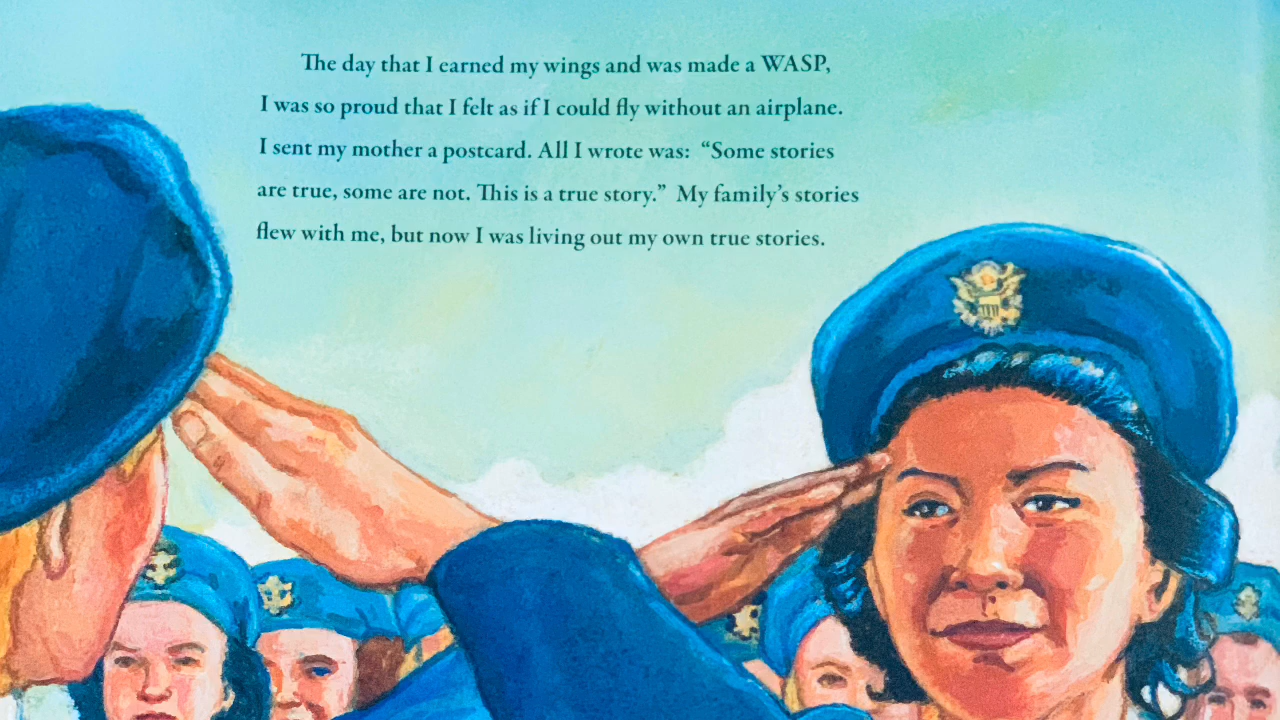 The day that I earned my wings and was made a WASP,
I was so proud that I felt as if I could fly without an airplane.
I sent my mother a postcard. All I wrote was: “Some stories
are true, some are not. This is a true story.” My family’s stories
flew with me, but now I was living out my own true stories.